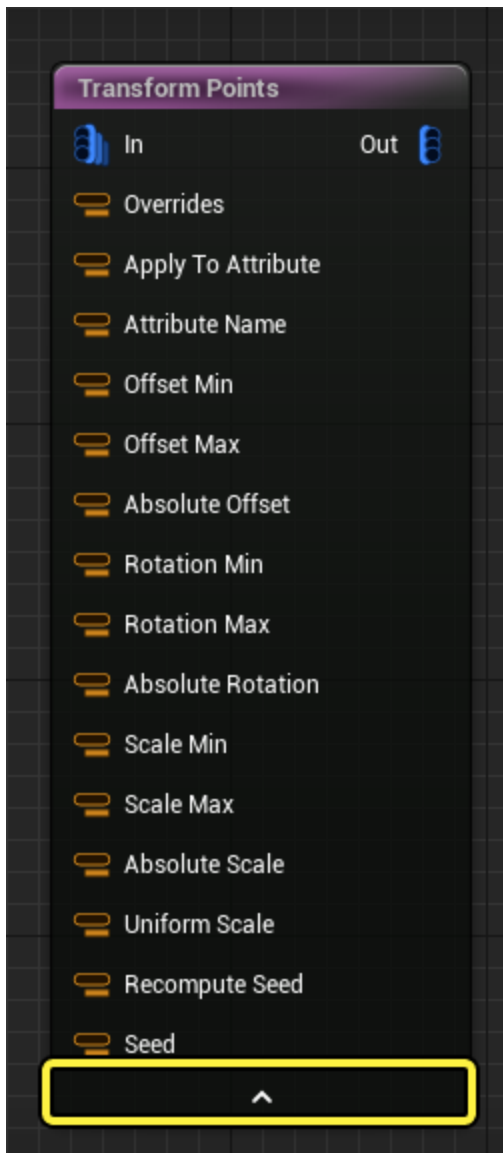 Transform Points
In
Out
Overrides
Apply To Attribute
Attribute Name
Offset Min
Offset Max
Absolute Offset
Rotation Min
Rotation Max
Absolute Rotation
Scale Min
Scale Max
Absolute Scale
Uniform Scale
Recompute Seed
Seed